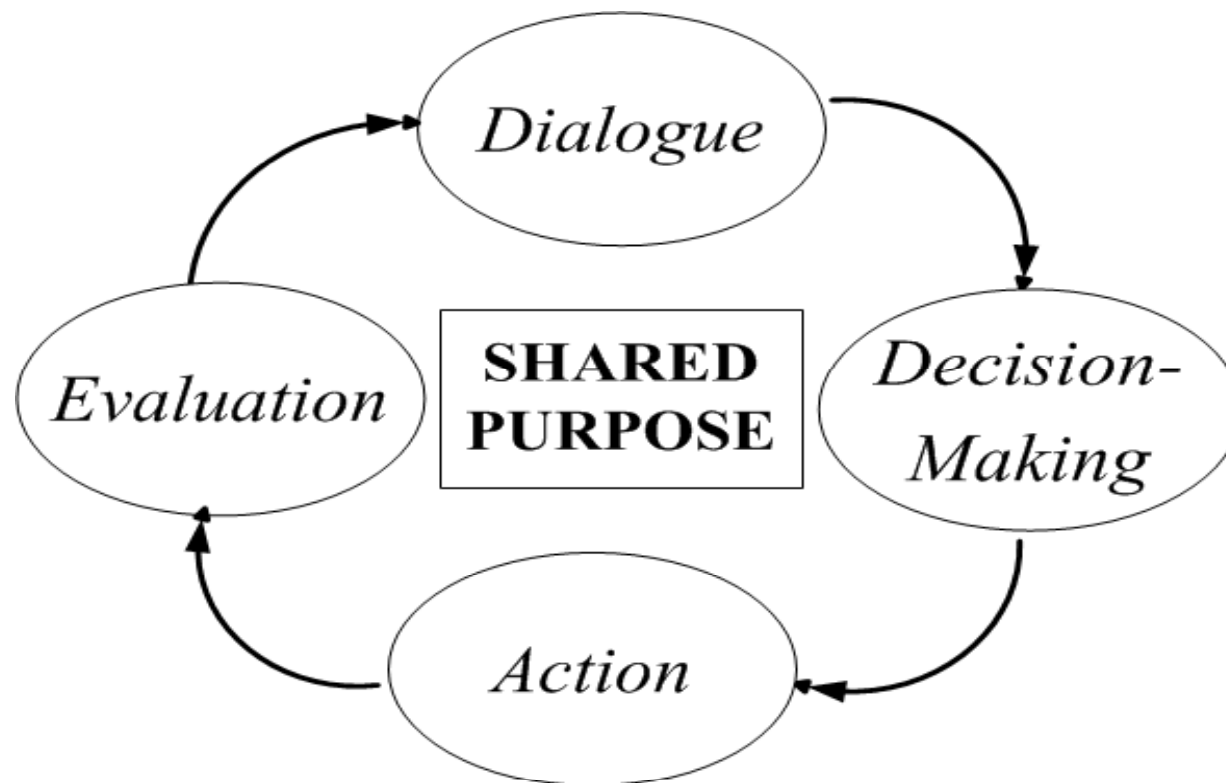 Dialogue
SHARED
PURPOSE
Evaluation
Decision-
Making
Action